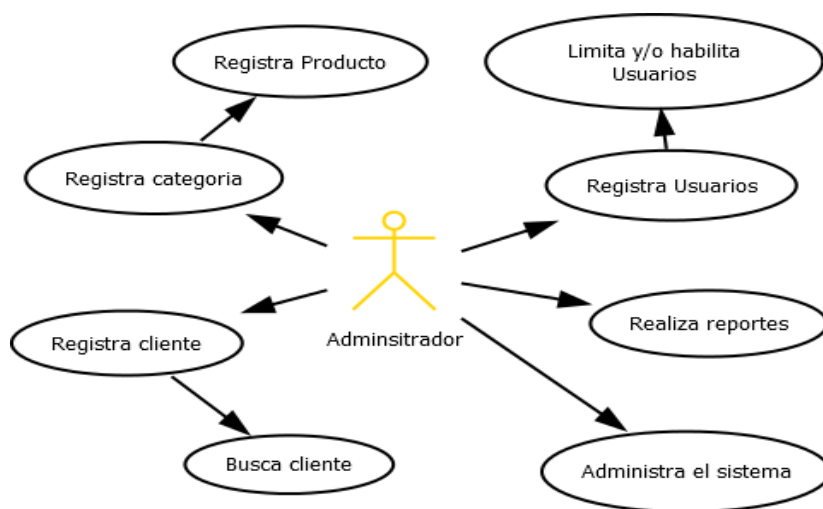 Registra Producto
Limita y/o habilita
Usuarios
Registra categoria
Registra Usuarios
Adminsitrador
Registra cliente
Realiza reportes
Busca cliente
Administra el sistema